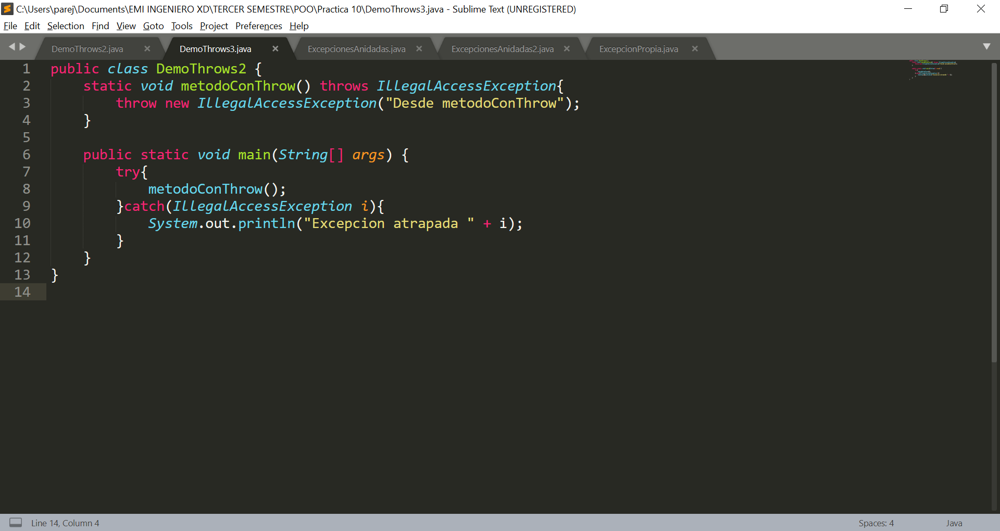 C:\Users\parej\Documents\EMI INGENIERO XD\TERCER SEMESTRE\POO\Practica 10\DemoThrows3.java - Sublime Text (UNREGISTERED)
File Edit Selection Find View Goto Tools Project Preferences Help
DemoThrows2.java DemoThrows3.java ExcepcionesAnidadas.java ExcepcionesAnidadas2.java ExcepcionPropia.java
1 public class DemoThrows2 {
2     static void metodoConThrow() throws IllegalAccessException{
3         throw new IllegalAccessException("Desde metodoConThrow");
4     }
5
6     public static void main(String[] args) {
7         try{
8             metodoConThrow();
9         }catch(IllegalAccessException i){
10             System.out.println("Excepcion atrapada " + i);
11         }
12     }
13 }
14
Line 14, Column 4 Spaces: 4 Java